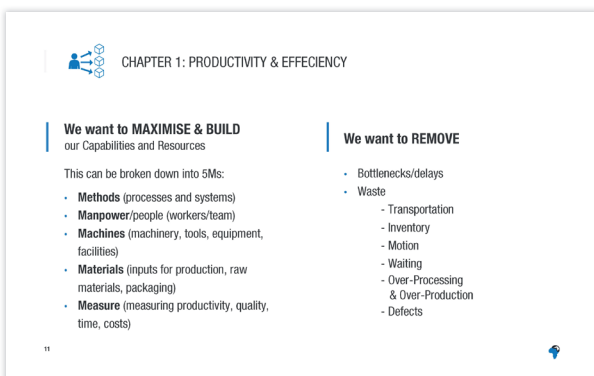 CHAPTER 1: PRODUCTIVITY & EFFECIENCY
We want to MAXIMISE & BUILD
our Capabilities and Resources
This can be broken down into 5Ms:
• Methods (processes and systems)
• Manpower/people (workers/team)
• Machines (machinery, tools, equipment,
facilities)
• Materials (inputs for production, raw
materials, packaging)
• Measure (measuring productivity, quality,
time, costs)
We want to REMOVE
• Bottlenecks/delays
• Waste
- Transportation
- Inventory
- Motion
- Waiting
- Over-Processing
& Over-Production
- Defects
11